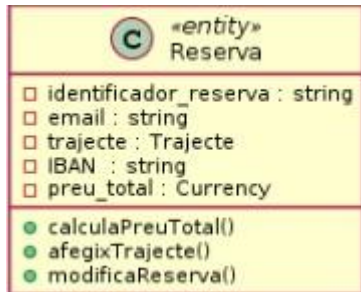 C «entity»
Reserva
identificador_reserva : string
email : string
trajecte : Trajecte
IBAN : string
preu_total : Currency
calculaPreuTotal()
afegixTrajecte()
modificaReserva()